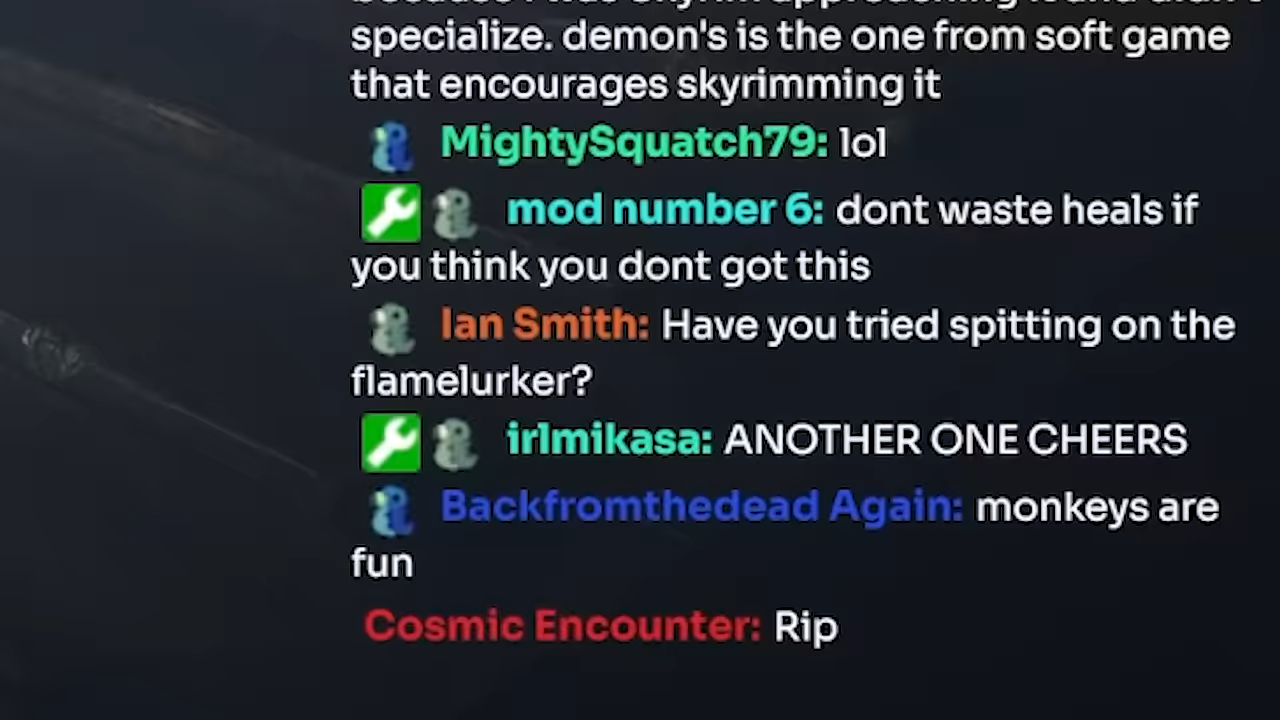 specialize. demon's is the one from soft game
that encourages skyrimming it
MightySquatch79: lol
mod number 6: dont waste heals if
you think you dont got this
Ian Smith: Have you tried spitting on the
flamelurker?
irlmikasa: ANOTHER ONE CHEERS
Backfromthedead Again: monkeys are
fun
Cosmic Encounter: Rip